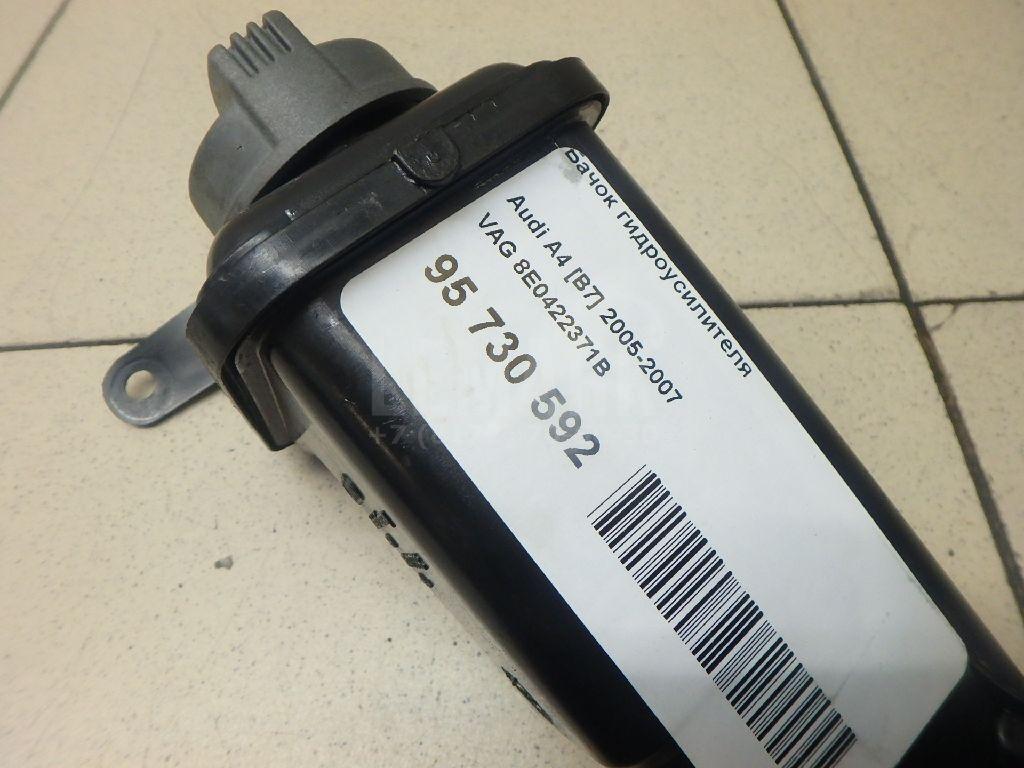 Бачок гидроусилителя
Audi A4 [B7] 2005-2007
VAG 8E0422371B
95 730 592